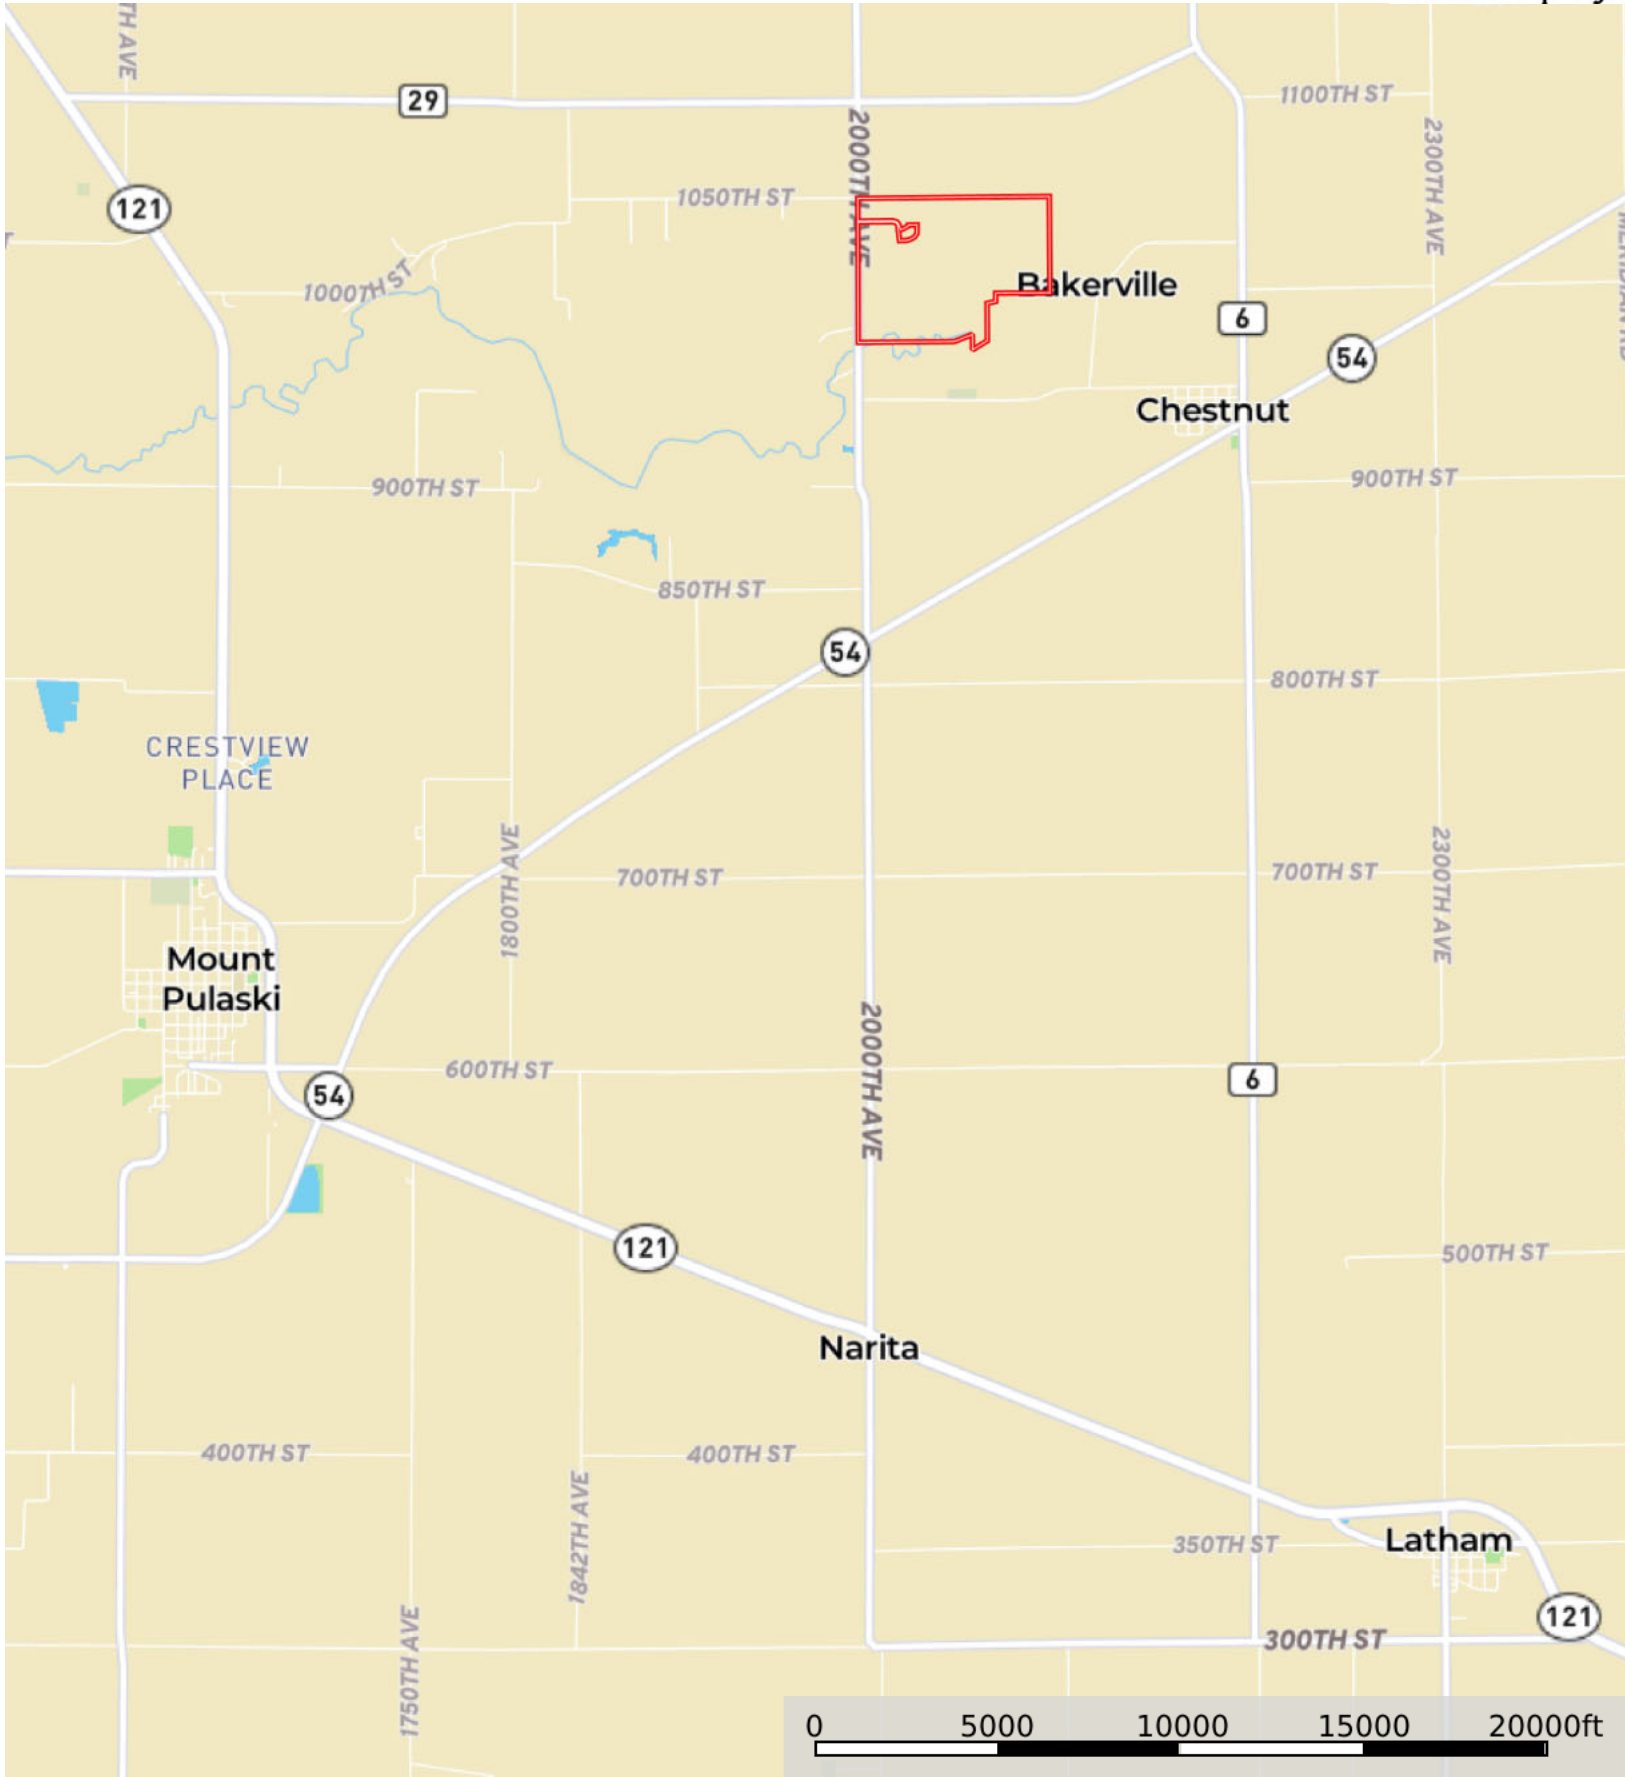 TH AVE
29
1100TH ST
2000TH AVE
2300TH AVE
121
1050TH ST
1000TH ST
Bakerville
6
54
Chestnut
900TH ST
900TH ST
850TH ST
54
800TH ST
CRESTVIEW
PLACE
1800TH AVE
700TH ST
700TH ST
2300TH AVE
Mount
Pulaski
2000TH AVE
600TH ST
6
54
121
500TH ST
Narita
400TH ST
400TH ST
1842TH AVE
350TH ST
Latham
1750TH AVE
121
300TH ST
0 5000 10000 15000 20000ft